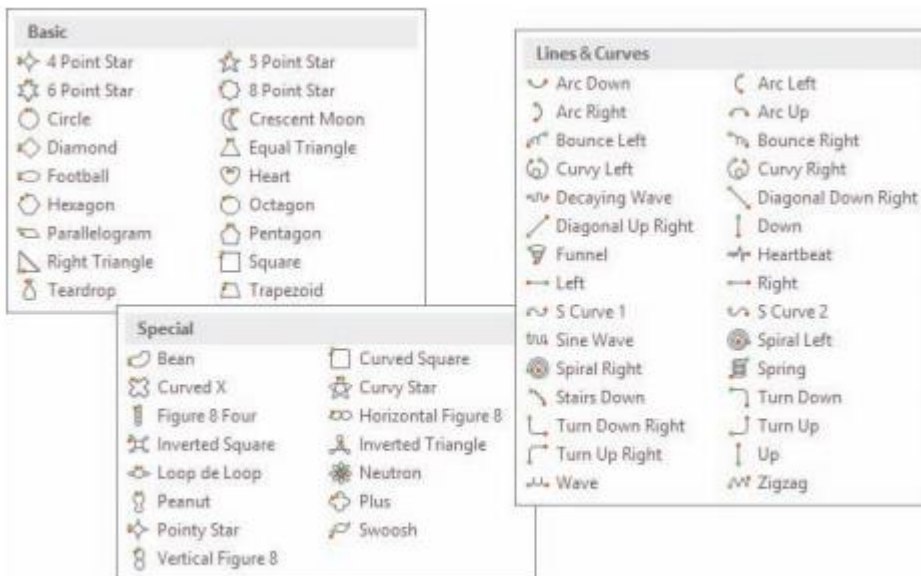 Basic
4 Point Star 5 Point Star
6 Point Star 8 Point Star
Circle Crescent Moon
Diamond Equal Triangle
Football Heart
Hexagon Octagon
Parallelogram Pentagon
Right Triangle Square
Teardrop Trapezoid
Special
Bean Curved Square
Curved X Curvy Star
Figure 8 Four Horizontal Figure 8
Inverted Square Inverted Triangle
Loop de Loop Neutron
Peanut Plus
Pointy Star Swoosh
Vertical Figure 8
Lines & Curves
Arc Down Arc Left
Arc Right Arc Up
Bounce Left Bounce Right
Curvy Left Curvy Right
Decaying Wave Diagonal Down Right
Diagonal Up Right Down
Funnel Heartbeat
Left Right
S Curve 1 S Curve 2
Sine Wave Spiral Left
Spiral Right Spring
Stairs Down Turn Down
Turn Down Right Turn Up
Turn Up Right Up
Wave Zigzag